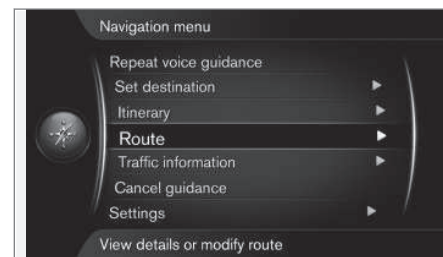 Navigation menu
Repeat voice guidance
Set destination
Itinerary
Route
Traffic information
Cancel guidance
Settings
View details or modify route